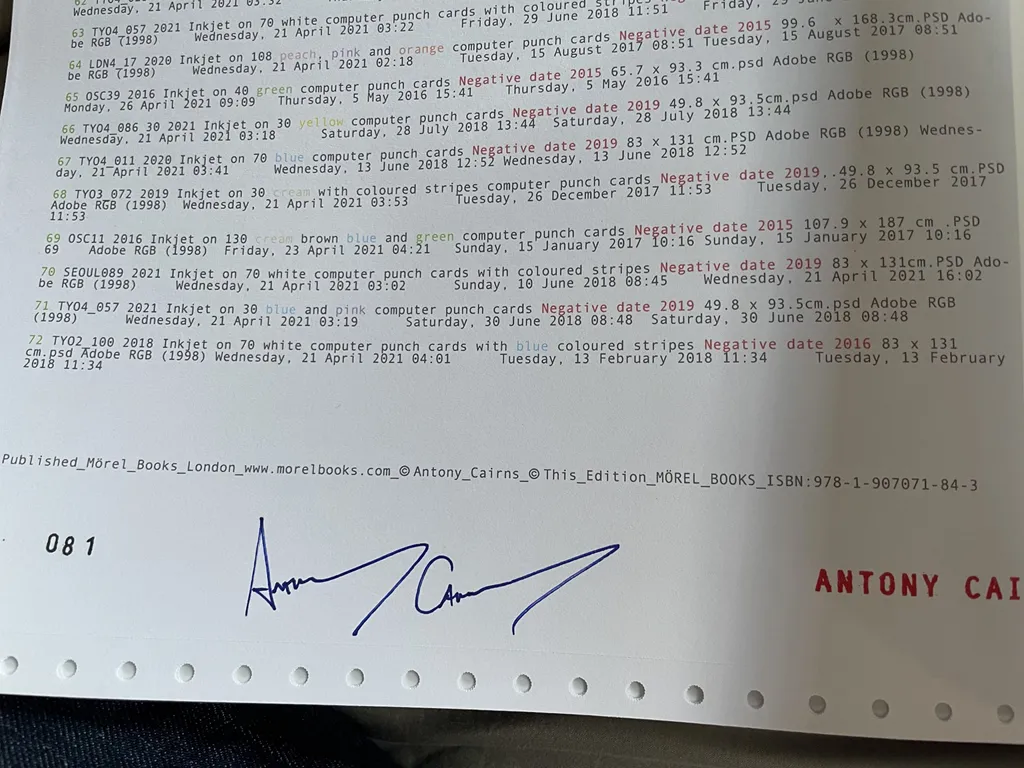 62 TYO4_0
Wednesday, 21 April 2021 03:32
63 TYO4_057 2021 Inkjet on 70 white computer punch cards with coloured stripes
be RGB (1998) Wednesday, 21 April 2021 03:22 Friday, 29 June 2018 11:51 Friday, 29 June 2018
64 LDN4_17 2020 Inkjet on 108 peach, pink and orange computer punch cards Negative date 2015 99.6 x 168.3cm.PSD Ado-
be RGB (1998) Wednesday, 21 April 2021 02:18 Tuesday, 15 August 2017 08:51 Tuesday, 15 August 2017 08:51
65 OSC39 2016 Inkjet on 40 green computer punch cards Negative date 2015 65.7 x 93.3 cm.psd Adobe RGB (1998)
Monday, 26 April 2021 09:09 Thursday, 5 May 2016 15:41 Thursday, 5 May 2016 15:41
66 TYO4_086_30 2021 Inkjet on 30 yellow computer punch cards Negative date 2019 49.8 x 93.5cm.psd Adobe RGB (1998)
Wednesday, 21 April 2021 03:18 Saturday, 28 July 2018 13:44 Saturday, 28 July 2018 13:44
67 TYO4_011 2020 Inkjet on 70 blue computer punch cards Negative date 2019 83 x 131 cm.PSD Adobe RGB (1998) Wednes-
day, 21 April 2021 03:41 Wednesday, 13 June 2018 12:52 Wednesday, 13 June 2018 12:52
68 TYO3_072 2019 Inkjet on 30 cream with coloured stripes computer punch cards Negative date 2019,.49.8 x 93.5 cm.PSD
Adobe RGB (1998) Wednesday, 21 April 2021 03:53 Tuesday, 26 December 2017 11:53 Tuesday, 26 December 2017
11:53
69 OSC11 2016 Inkjet on 130 cream brown blue and green computer punch cards Negative date 2015 107.9 x 187 cm .PSD
69 Adobe RGB (1998) Friday, 23 April 2021 04:21 Sunday, 15 January 2017 10:16 Sunday, 15 January 2017 10:16
70 SEOUL089 2021 Inkjet on 70 white computer punch cards with coloured stripes Negative date 2019 83 x 131cm.PSD Ado-
be RGB (1998) Wednesday, 21 April 2021 03:02 Sunday, 10 June 2018 08:45 Wednesday, 21 April 2021 16:02
71 TYO4_057 2021 Inkjet on 30 blue and pink computer punch cards Negative date 2019 49.8 x 93.5cm.psd Adobe RGB
(1998) Wednesday, 21 April 2021 03:19 Saturday, 30 June 2018 08:48 Saturday, 30 June 2018 08:48
72 TYO2_100 2018 Inkjet on 70 white computer punch cards with blue coloured stripes Negative date 2016 83 x 131
cm.psd Adobe RGB (1998) Wednesday, 21 April 2021 04:01 Tuesday, 13 February 2018 11:34 Tuesday, 13 February
2018 11:34
Published_Mörel_Books_London_www.morelbooks.com_©Antony_Cairns_©This_Edition_MÖREL_BOOKS_ISBN:978-1-907071-84-3
081
Antony Cairns
ANTONY CAI